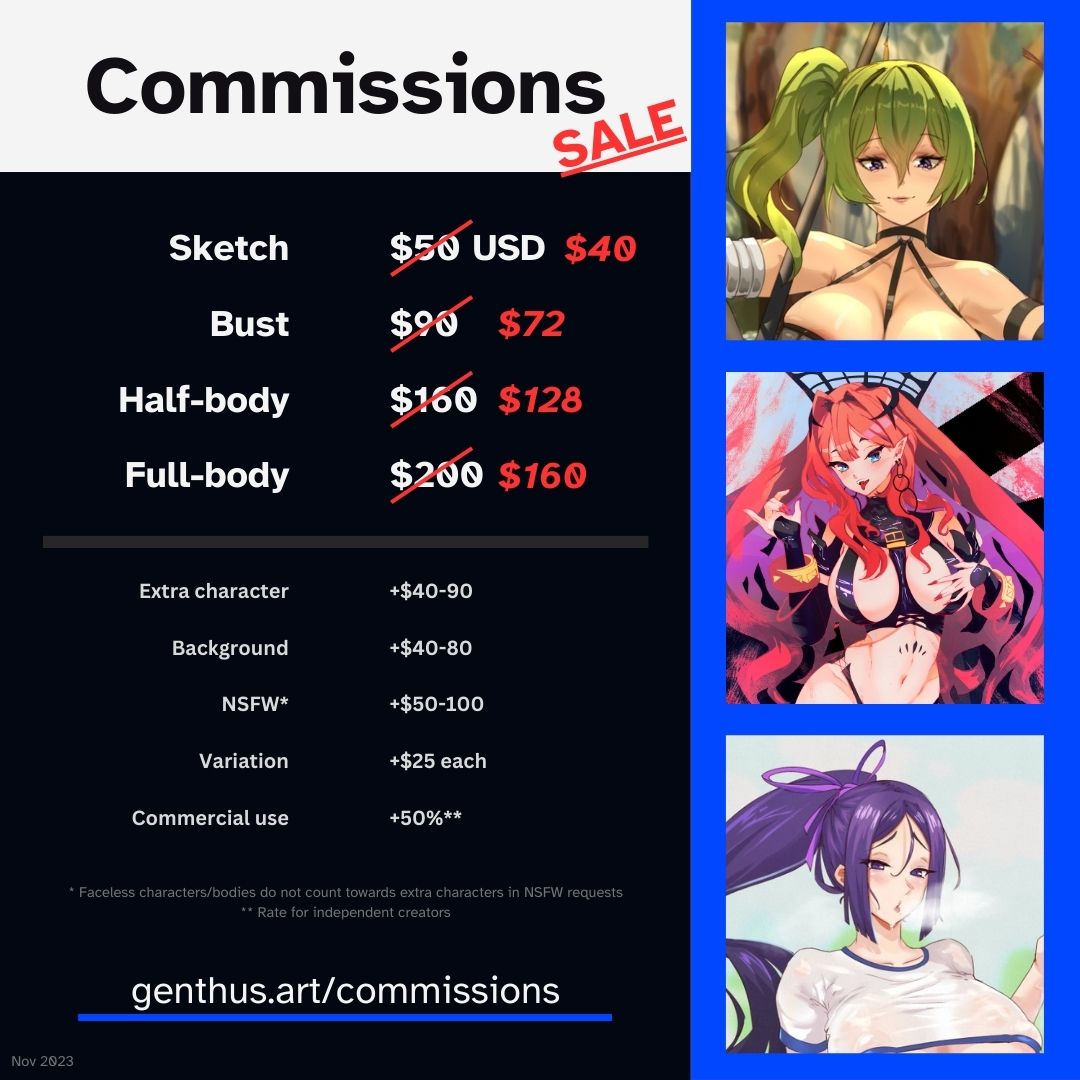 Commissions
SALE
Sketch $50 USD $40
Bust $90 $72
Half-body $160 $128
Full-body $200 $160
Extra character +$40-90
Background +$40-80
NSFW* +$50-100
Variation +$25 each
Commercial use +50%**
* Faceless characters/bodies do not count towards extra characters in NSFW requests
** Rate for independent creators
genthus.art/commissions
Nov 2023